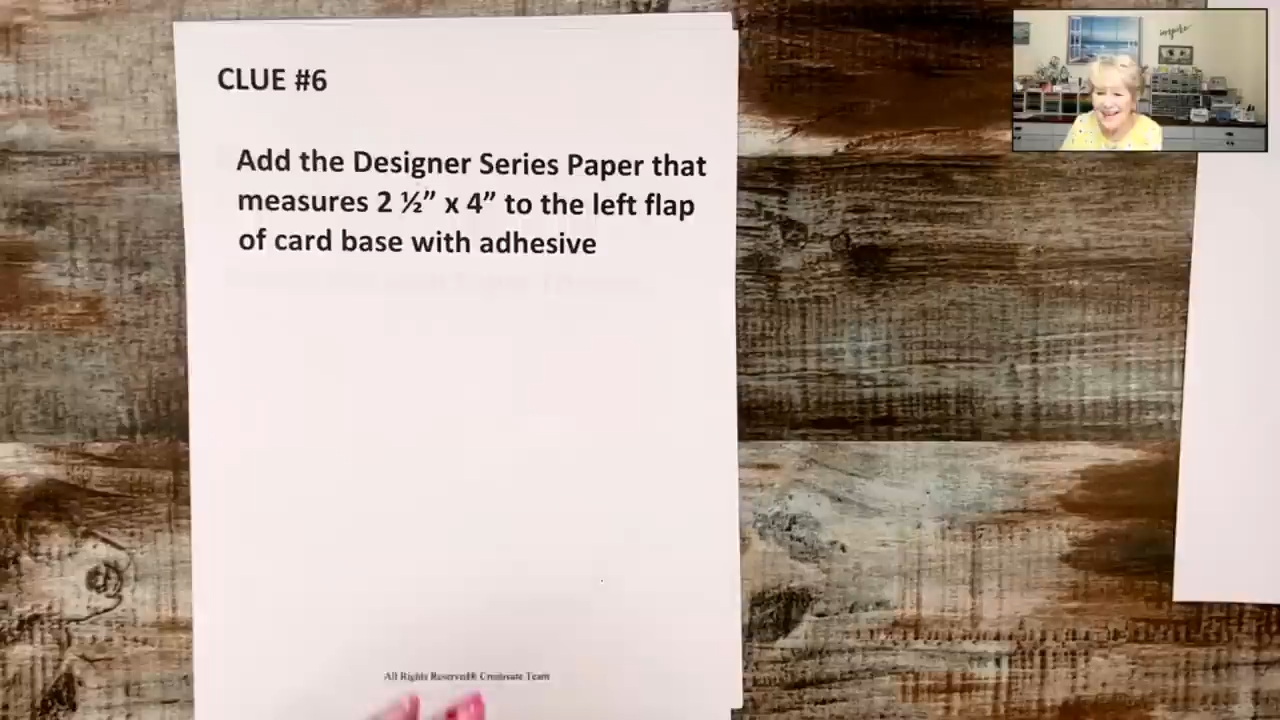 CLUE #6
Add the Designer Series Paper that
measures 2 ½” x 4” to the left flap
of card base with adhesive
All Rights Reserved® Team
inspire